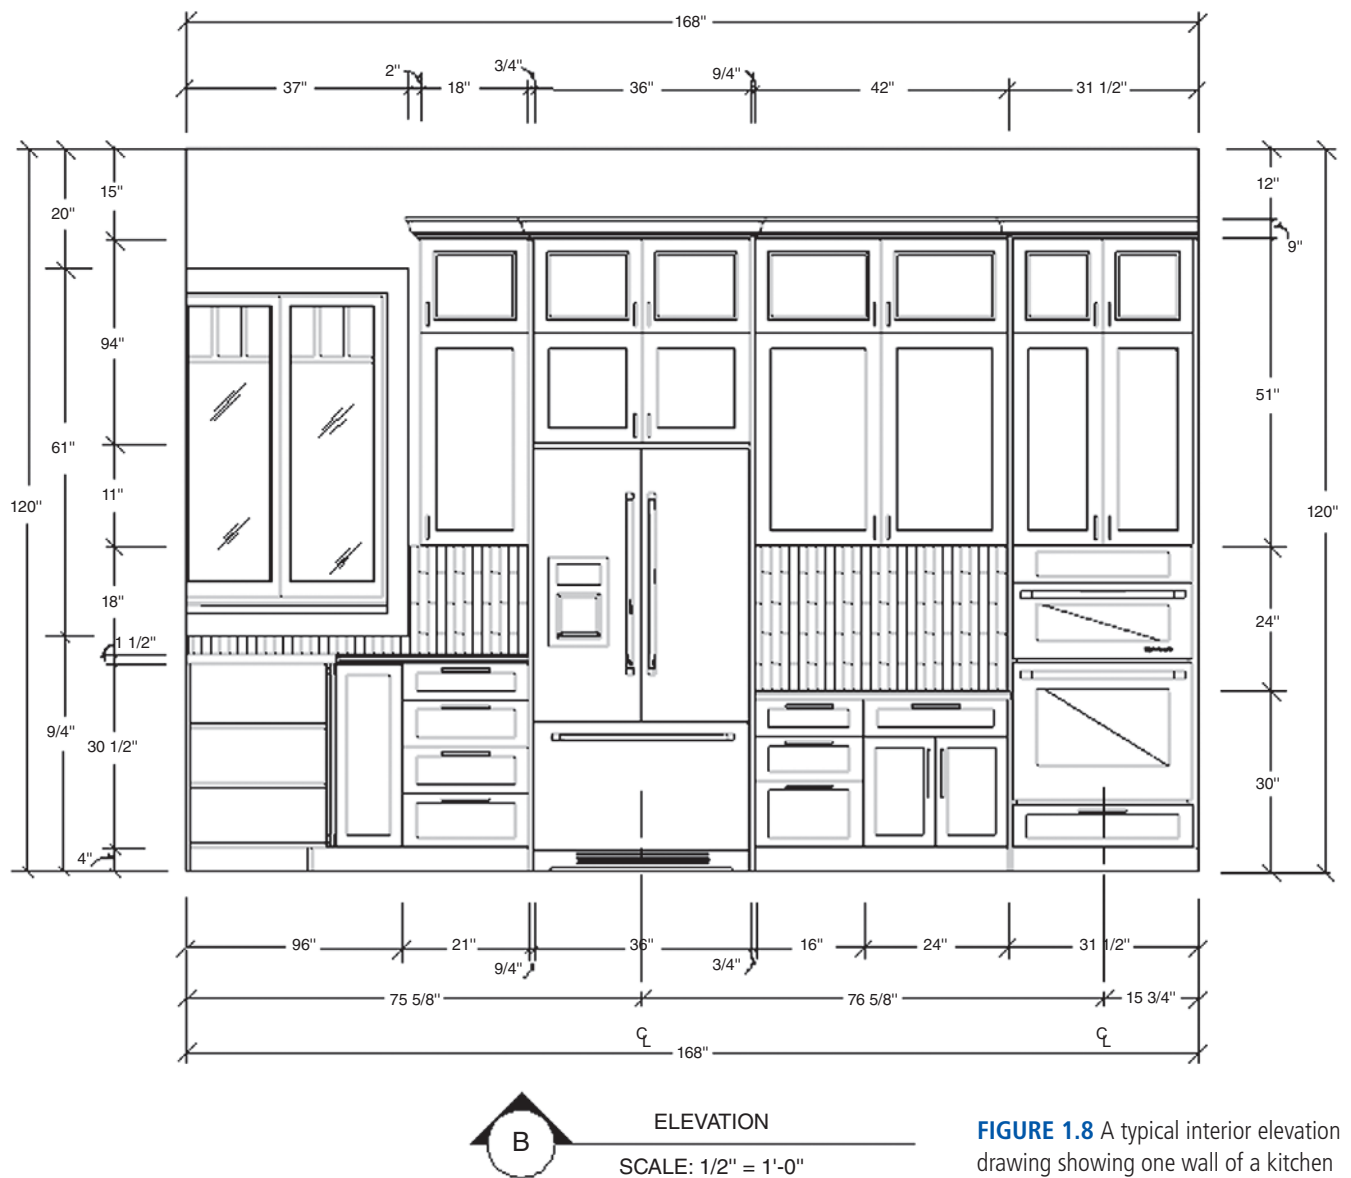 168"
2" 3/4" 9/4"
37" 18" 36" 42" 31 1/2"
15" 12"
20"
9"
94"
51"
61"
11"
120" 120"
18"
24"
1 1/2"
9/4" 30 1/2"
30"
4"
96" 21" 36" 16" 24" 31 1/2"
9/4" 3/4"
75 5/8" 76 5/8" 15 3/4"
℄ ℄
168"
B
ELEVATION
SCALE: 1/2" = 1'-0"
FIGURE 1.8 A typical interior elevation
drawing showing one wall of a kitchen